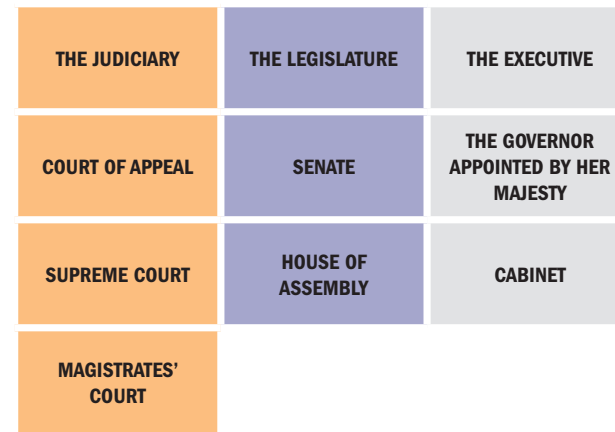 THE JUDICIARY
THE LEGISLATURE
THE EXECUTIVE
COURT OF APPEAL
SENATE
THE GOVERNOR
APPOINTED BY HER
MAJESTY
SUPREME COURT
HOUSE OF
ASSEMBLY
CABINET
MAGISTRATES'
COURT